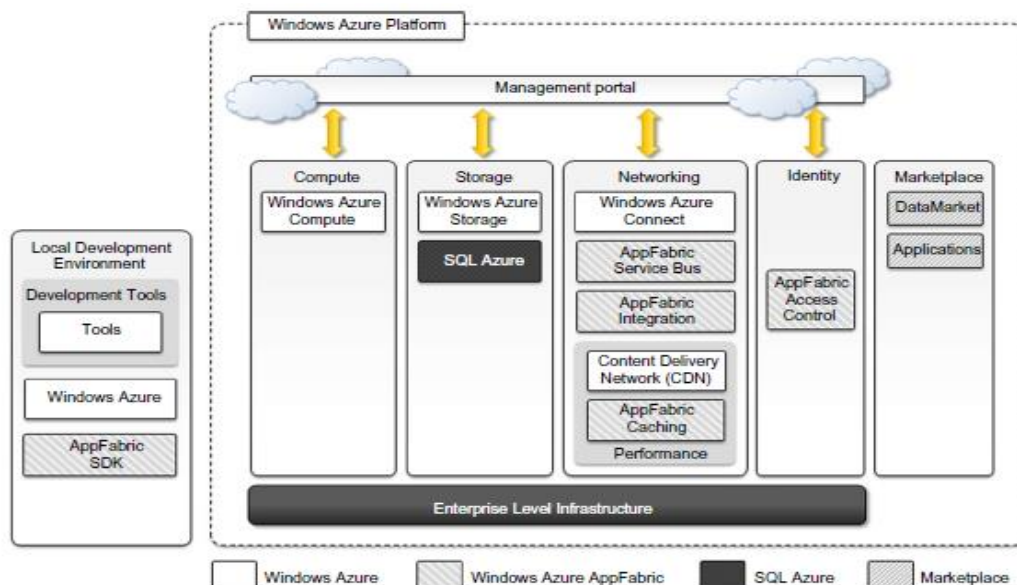 Windows Azure Platform
Management portal
Compute
Windows Azure
Compute
Storage
Windows Azure
Storage
SQL Azure
Networking
Windows Azure
Connect
AppFabric
Service Bus
AppFabric
Integration
Content Delivery
Network (CDN)
AppFabric
Caching
Performance
Identity
AppFabric
Access
Control
Marketplace
DataMarket
Applications
Local Development
Environment
Development Tools
Tools
Windows Azure
AppFabric
SDK
Enterprise Level Infrastructure
Windows Azure
Windows Azure AppFabric
SQL Azure
Marketplace